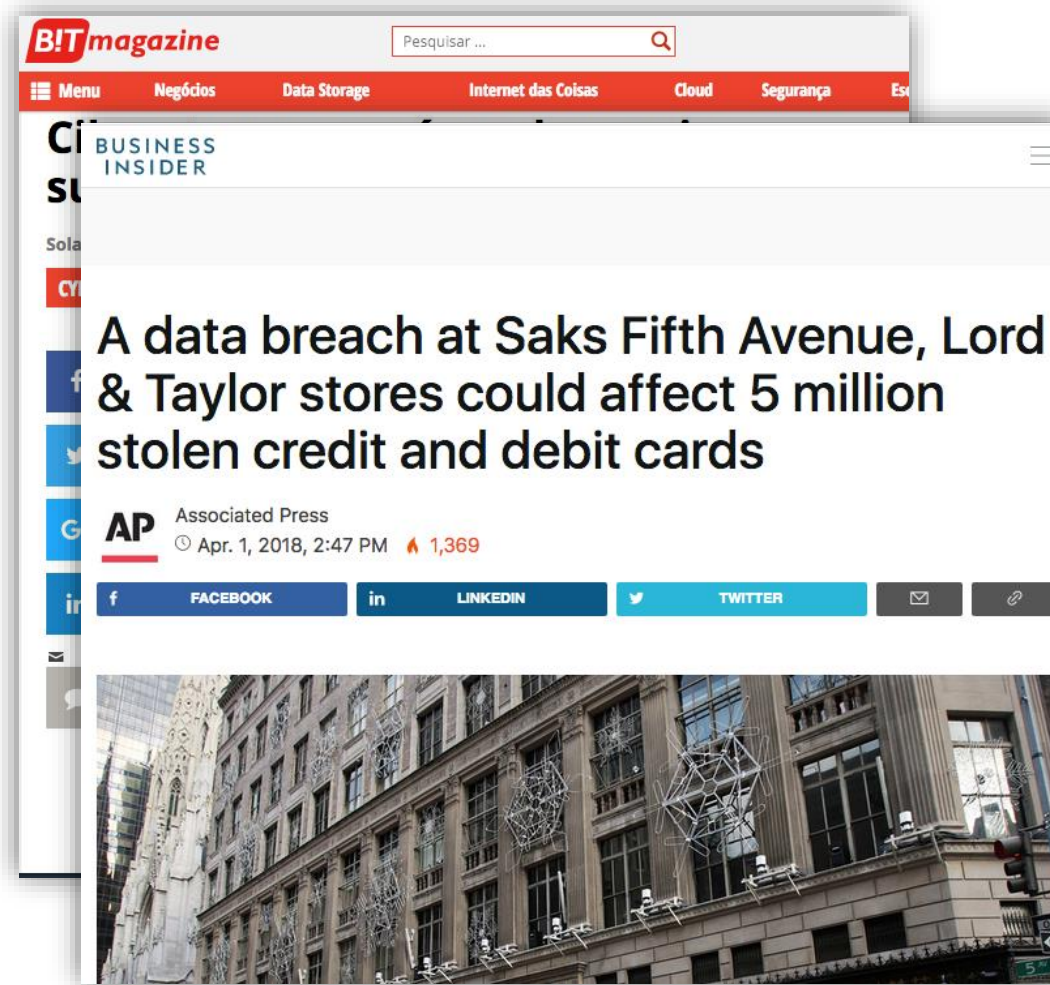 B!T magazine
Pesquisar ...
Menu Negócios Data Storage Internet das Coisas Cloud Segurança
BUSINESS
INSIDER
A data breach at Saks Fifth Avenue, Lord
& Taylor stores could affect 5 million
stolen credit and debit cards
AP Associated Press
Apr. 1, 2018, 2:47 PM 1,369
f FACEBOOK in LINKEDIN TWITTER